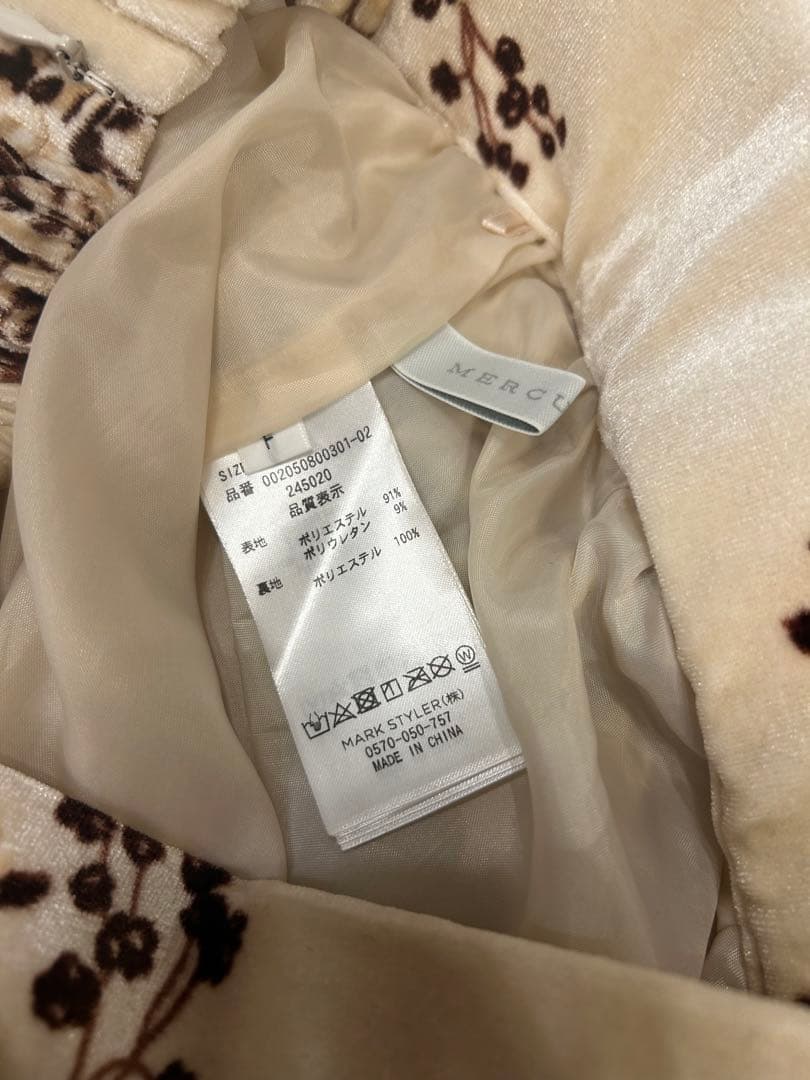 MERCU
SIZE
F
品番 002050800301-02
245020
品質表示
表地 ポリエステル 91%
ポリウレタン 9%
裏地 ポリエステル 100%
W
MARK STYLER(株)
0570-050-757
MADE IN CHINA